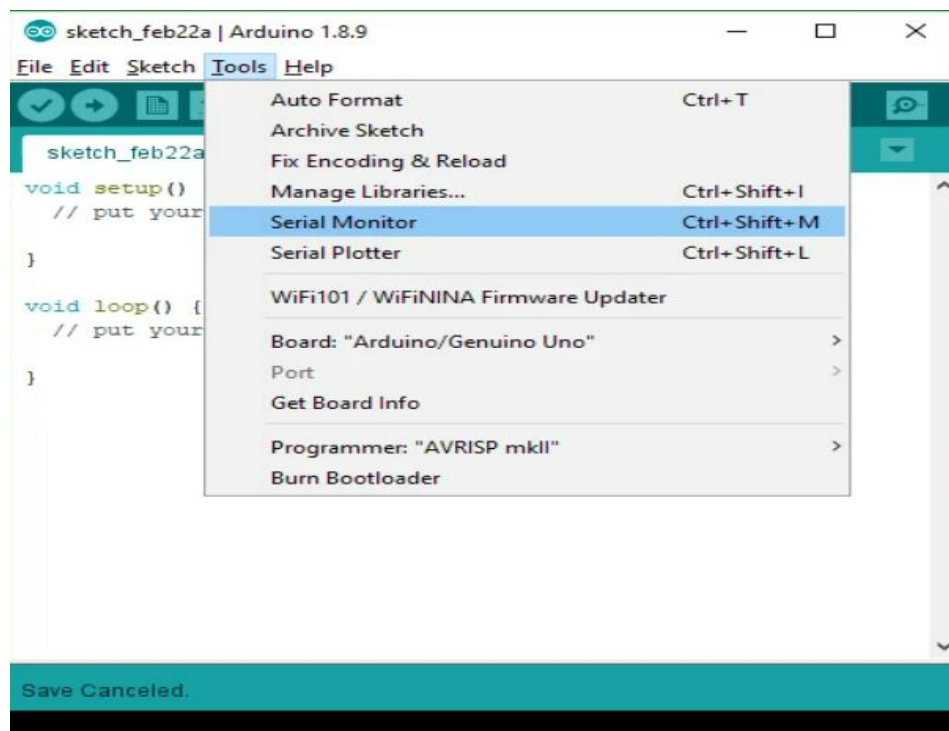 sketch_feb22a | Arduino 1.8.9
File Edit Sketch Tools Help
sketch_feb22a
Auto Format Ctrl+T
Archive Sketch
Fix Encoding & Reload
Manage Libraries... Ctrl+Shift+I
Serial Monitor Ctrl+Shift+M
Serial Plotter Ctrl+Shift+L
WiFi101 / WiFiNINA Firmware Updater
Board: "Arduino/Genuino Uno"
Port
Get Board Info
Programmer: "AVRISP mkII"
Burn Bootloader
void setup()
// put your
}
void loop() {
// put your
}
Save Canceled.